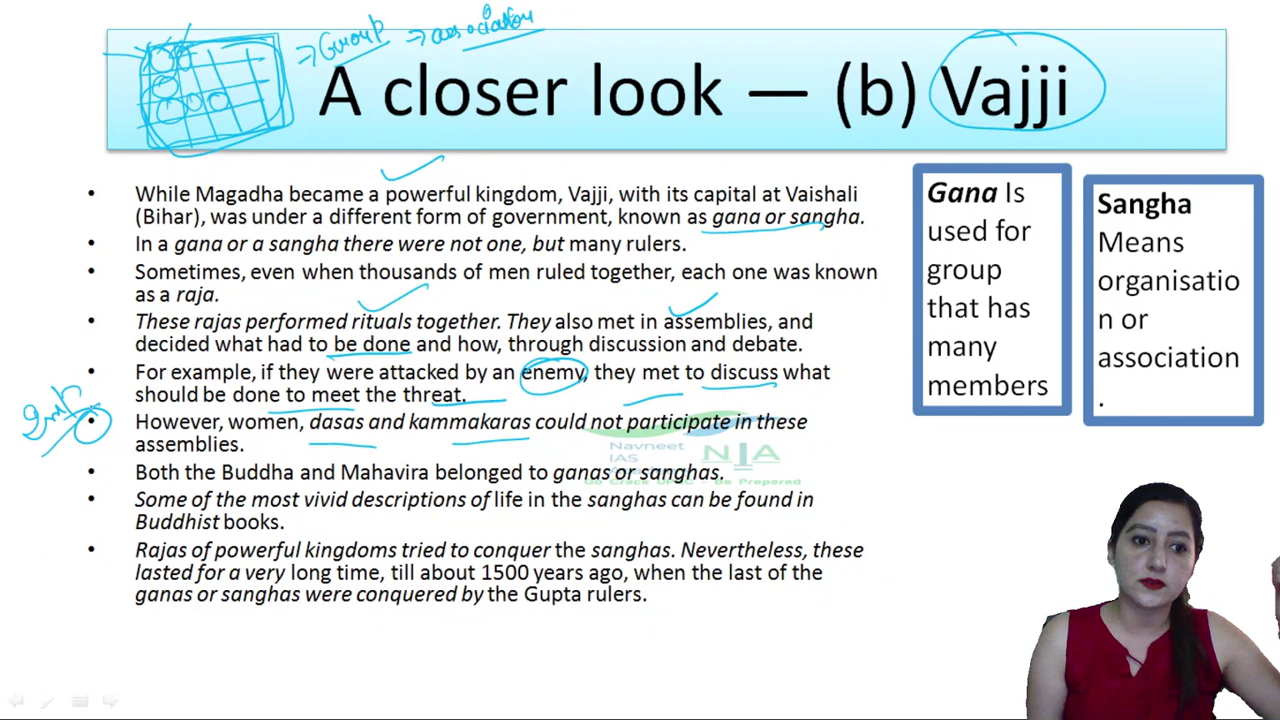 ⇒ Group ⇒ association
A closer look — (b) Vajji
• While Magadha became a powerful kingdom, Vajji, with its capital at Vaishali
(Bihar), was under a different form of government, known as gana or sangha.
• In a gana or a sangha there were not one, but many rulers.
• Sometimes, even when thousands of men ruled together, each one was known
as a raja.
• These rajas performed rituals together. They also met in assemblies, and
decided what had to be done and how, through discussion and debate.
• For example, if they were attacked by an enemy, they met to discuss what
should be done to meet the threat.
• However, women, dasas and kammakaras could not participate in these
assemblies.
• Both the Buddha and Mahavira belonged to ganas or sanghas.
• Some of the most vivid descriptions of life in the sanghas can be found in
Buddhist books.
• Rajas of powerful kingdoms tried to conquer the sanghas. Nevertheless, these
lasted for a very long time, till about 1500 years ago, when the last of the
ganas or sanghas were conquered by the Gupta rulers.
Gana Is
used for
group
that has
many
members
Sangha
Means
organisatio
n or
association
.
Navneet
IAS
NIA
Go Crack UPSC - Be Prepared